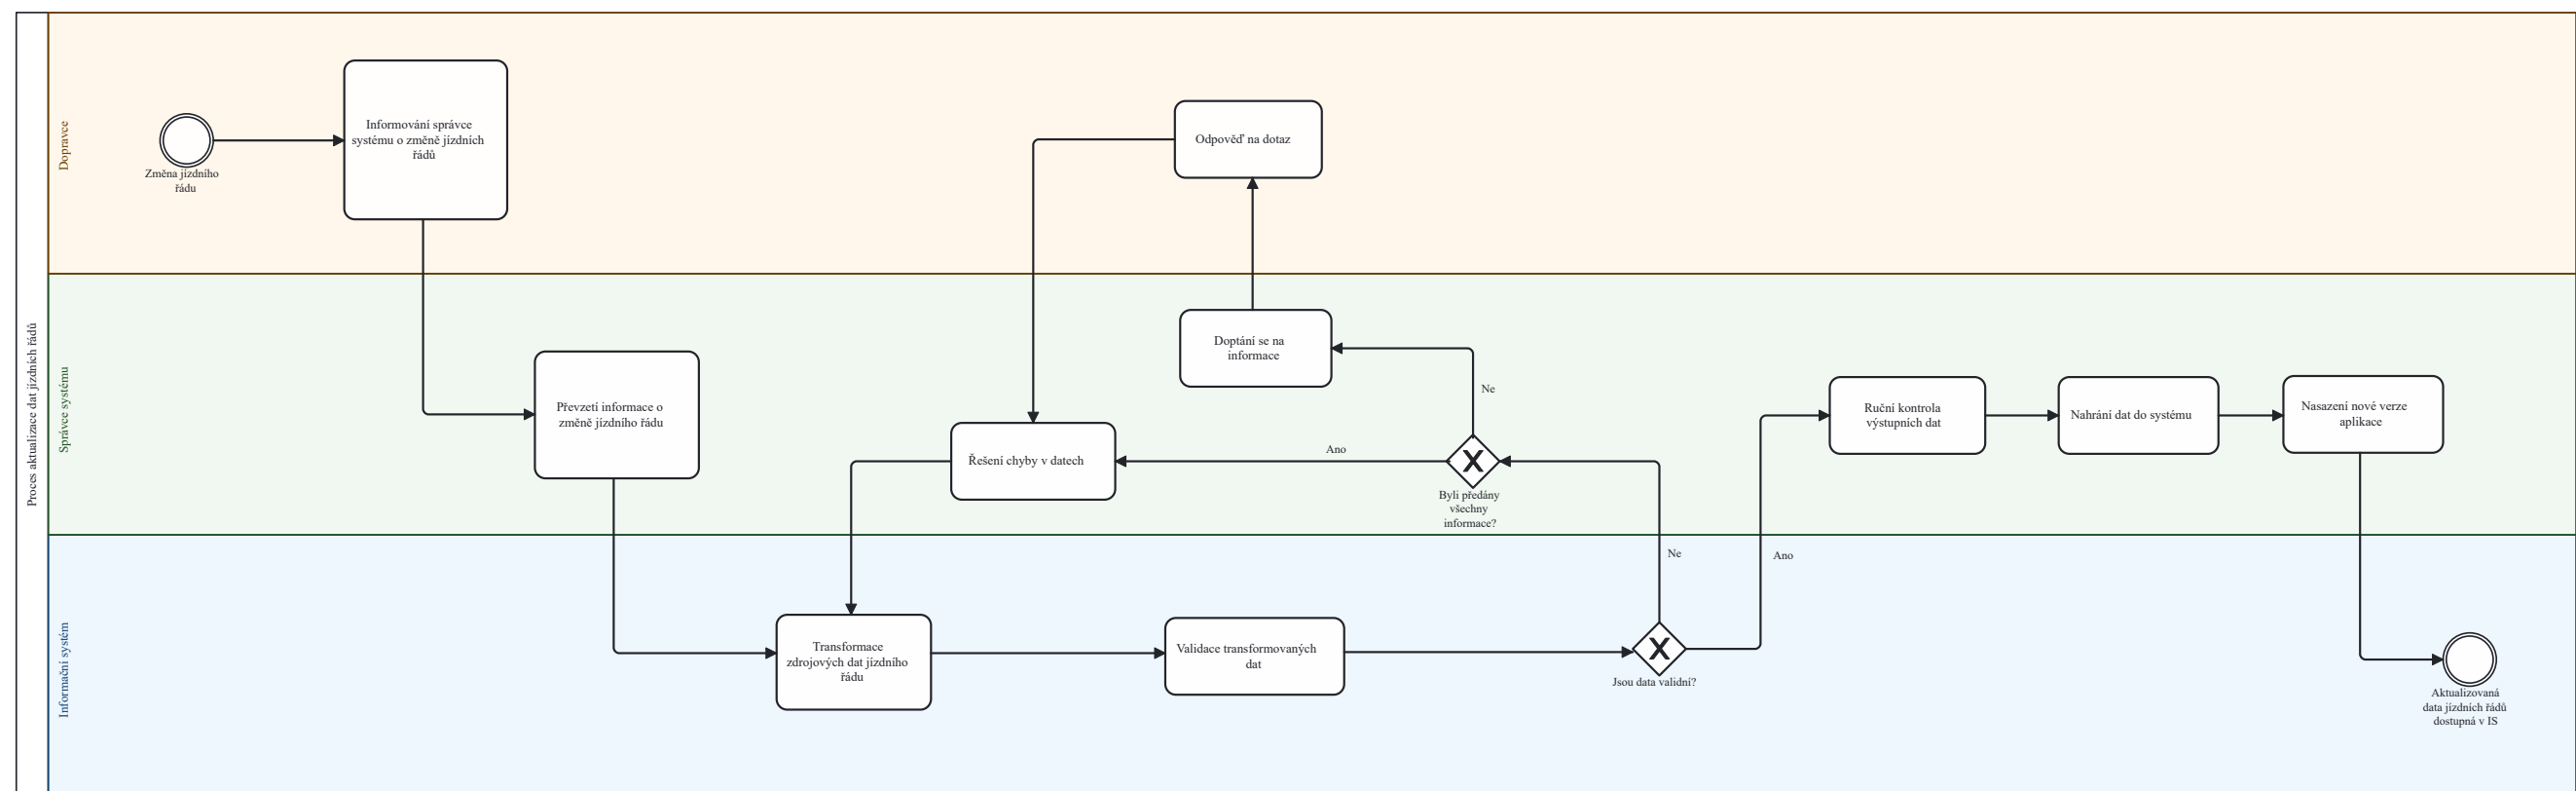 Proces aktualizace dat jízdních řádů
Dopravce
Změna jízdního
řádu
Informování správce
systému o změně jízdních
řádů
Odpověď na dotaz
Správce systému
Převzetí informace o
změně jízdního řádu
Řešení chyby v datech
Doptání se na
informace
Ne
Ano
Byli předány
všechny
informace?
Ruční kontrola
výstupních dat
Nahrání dat do systému
Nasazení nové verze
aplikace
Informační systém
Transformace
zdrojových dat jízdního
řádu
Validace transformovaných
dat
Ne
Ano
Jsou data validní?
Aktualizovaná
data jízdních řádů
dostupná v IS